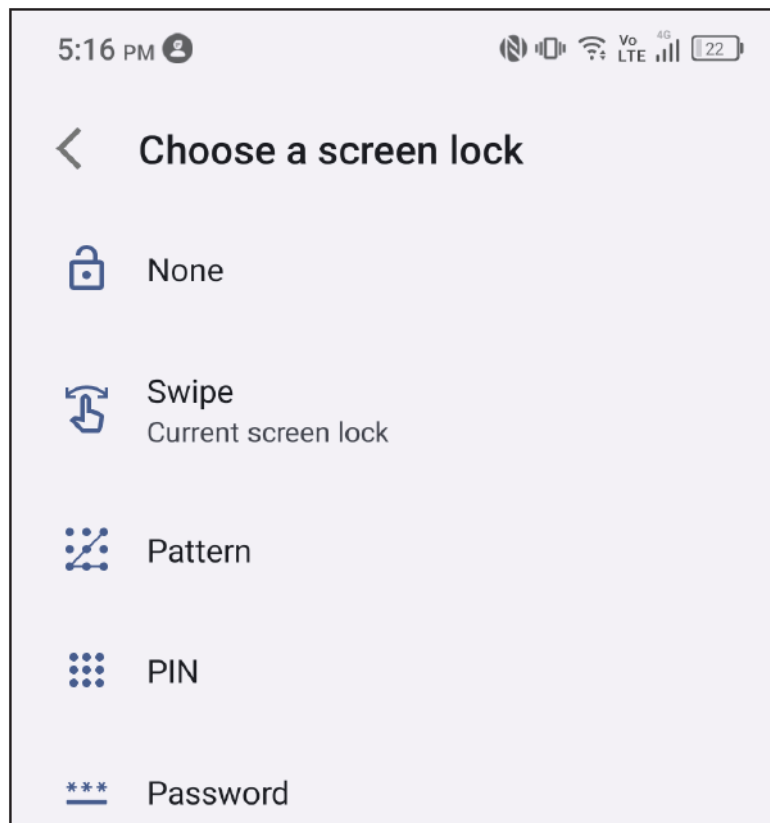 5:16 PM
Vo
LTE
4G
22
Choose a screen lock
None
Swipe
Current screen lock
Pattern
PIN
***
Password